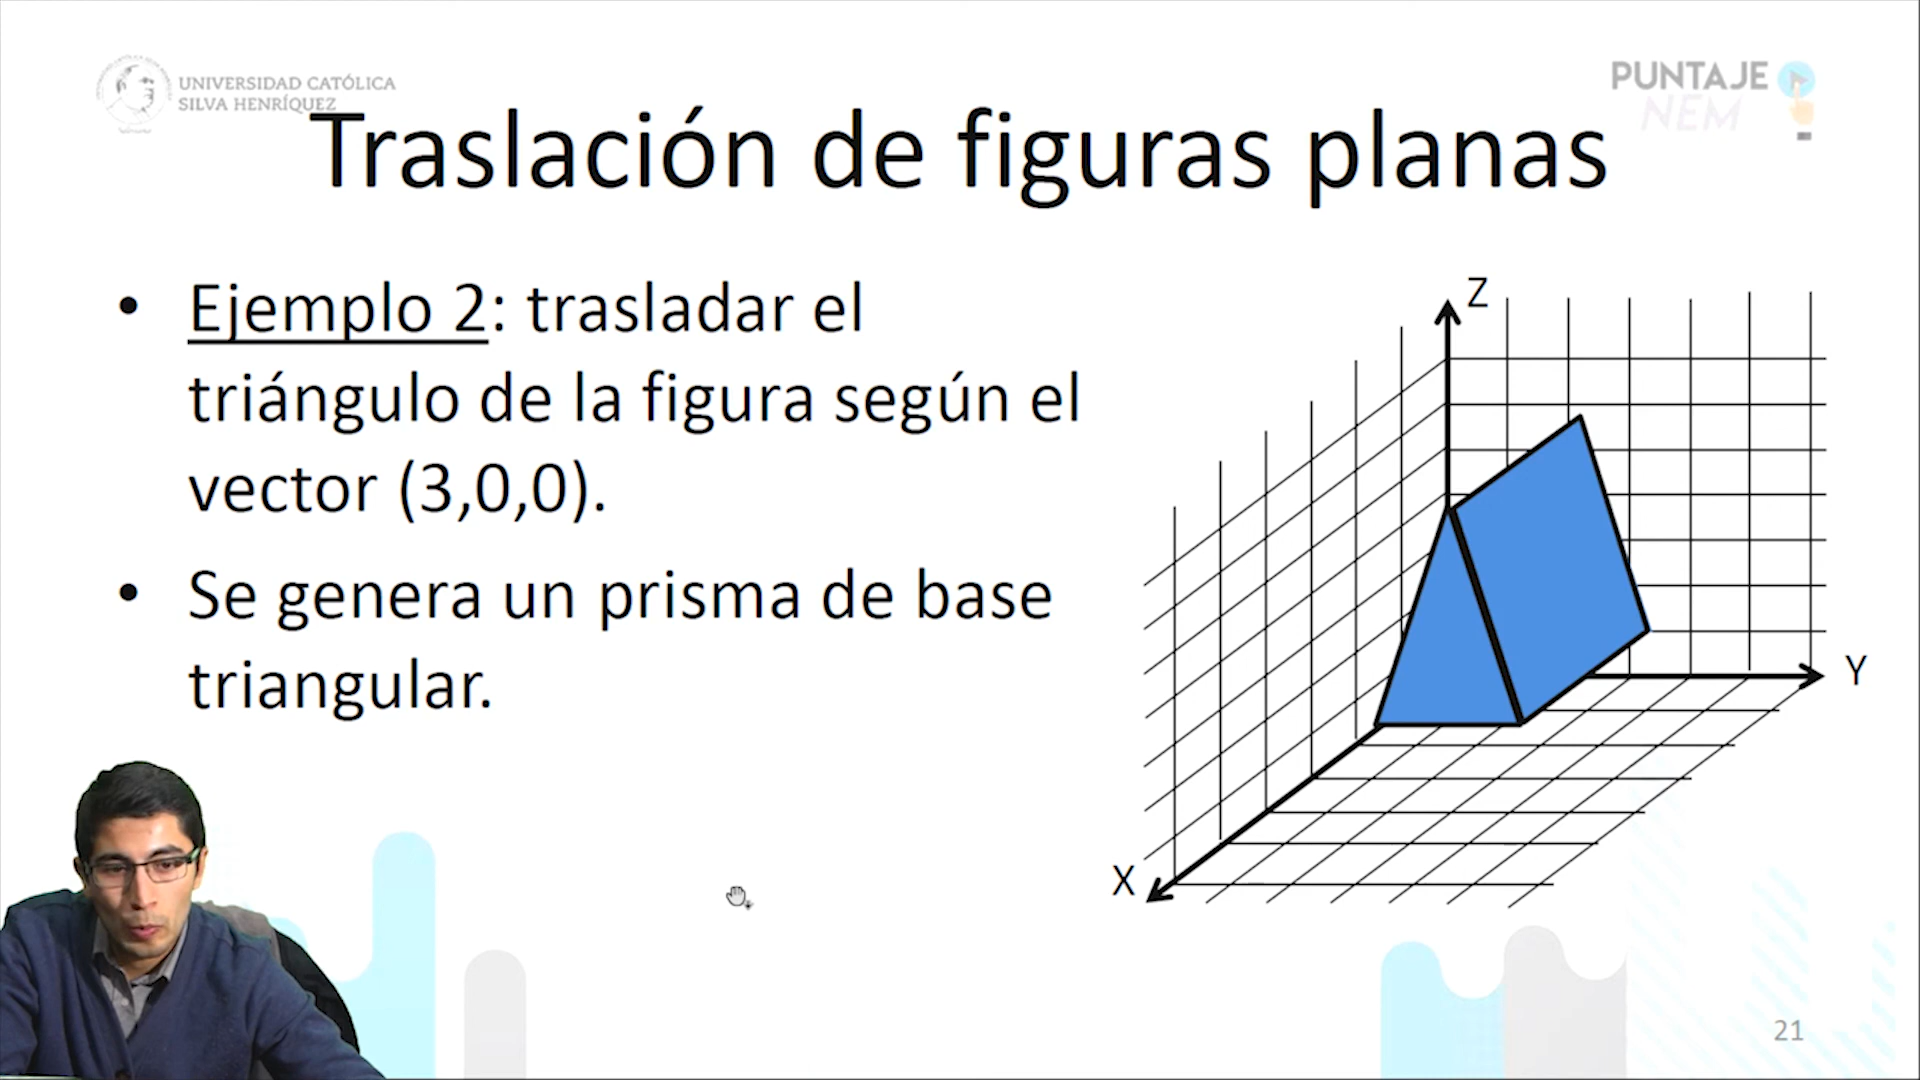 UNIVERSIDAD CATÓLICA
SILVA HENRÍQUEZ
PUNTAJE
NEM
Traslación de figuras planas
• Ejemplo 2: trasladar el
triángulo de la figura según el
vector (3,0,0).
• Se genera un prisma de base
triangular.
Z
Y
X
21